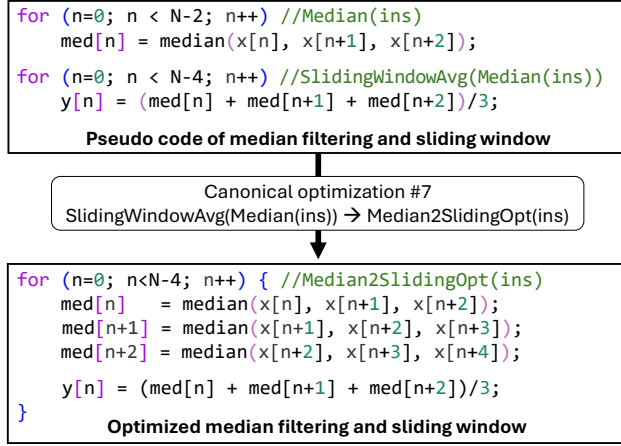 for (n=0; n < N-2; n++) //Median(ins)
med[n] = median(x[n], x[n+1], x[n+2]);
for (n=0; n < N-4; n++) //SlidingWindowAvg(Median(ins))
y[n] = (med[n] + med[n+1] + med[n+2])/3;
Pseudo code of median filtering and sliding window
Canonical optimization #7
SlidingWindowAvg(Median(ins)) → Median2SlidingOpt(ins)
for (n=0; n<N-4; n++) { //Median2SlidingOpt(ins)
med[n]   = median(x[n], x[n+1], x[n+2]);
med[n+1] = median(x[n+1], x[n+2], x[n+3]);
med[n+2] = median(x[n+2], x[n+3], x[n+4]);
y[n] = (med[n] + med[n+1] + med[n+2])/3;
}
Optimized median filtering and sliding window